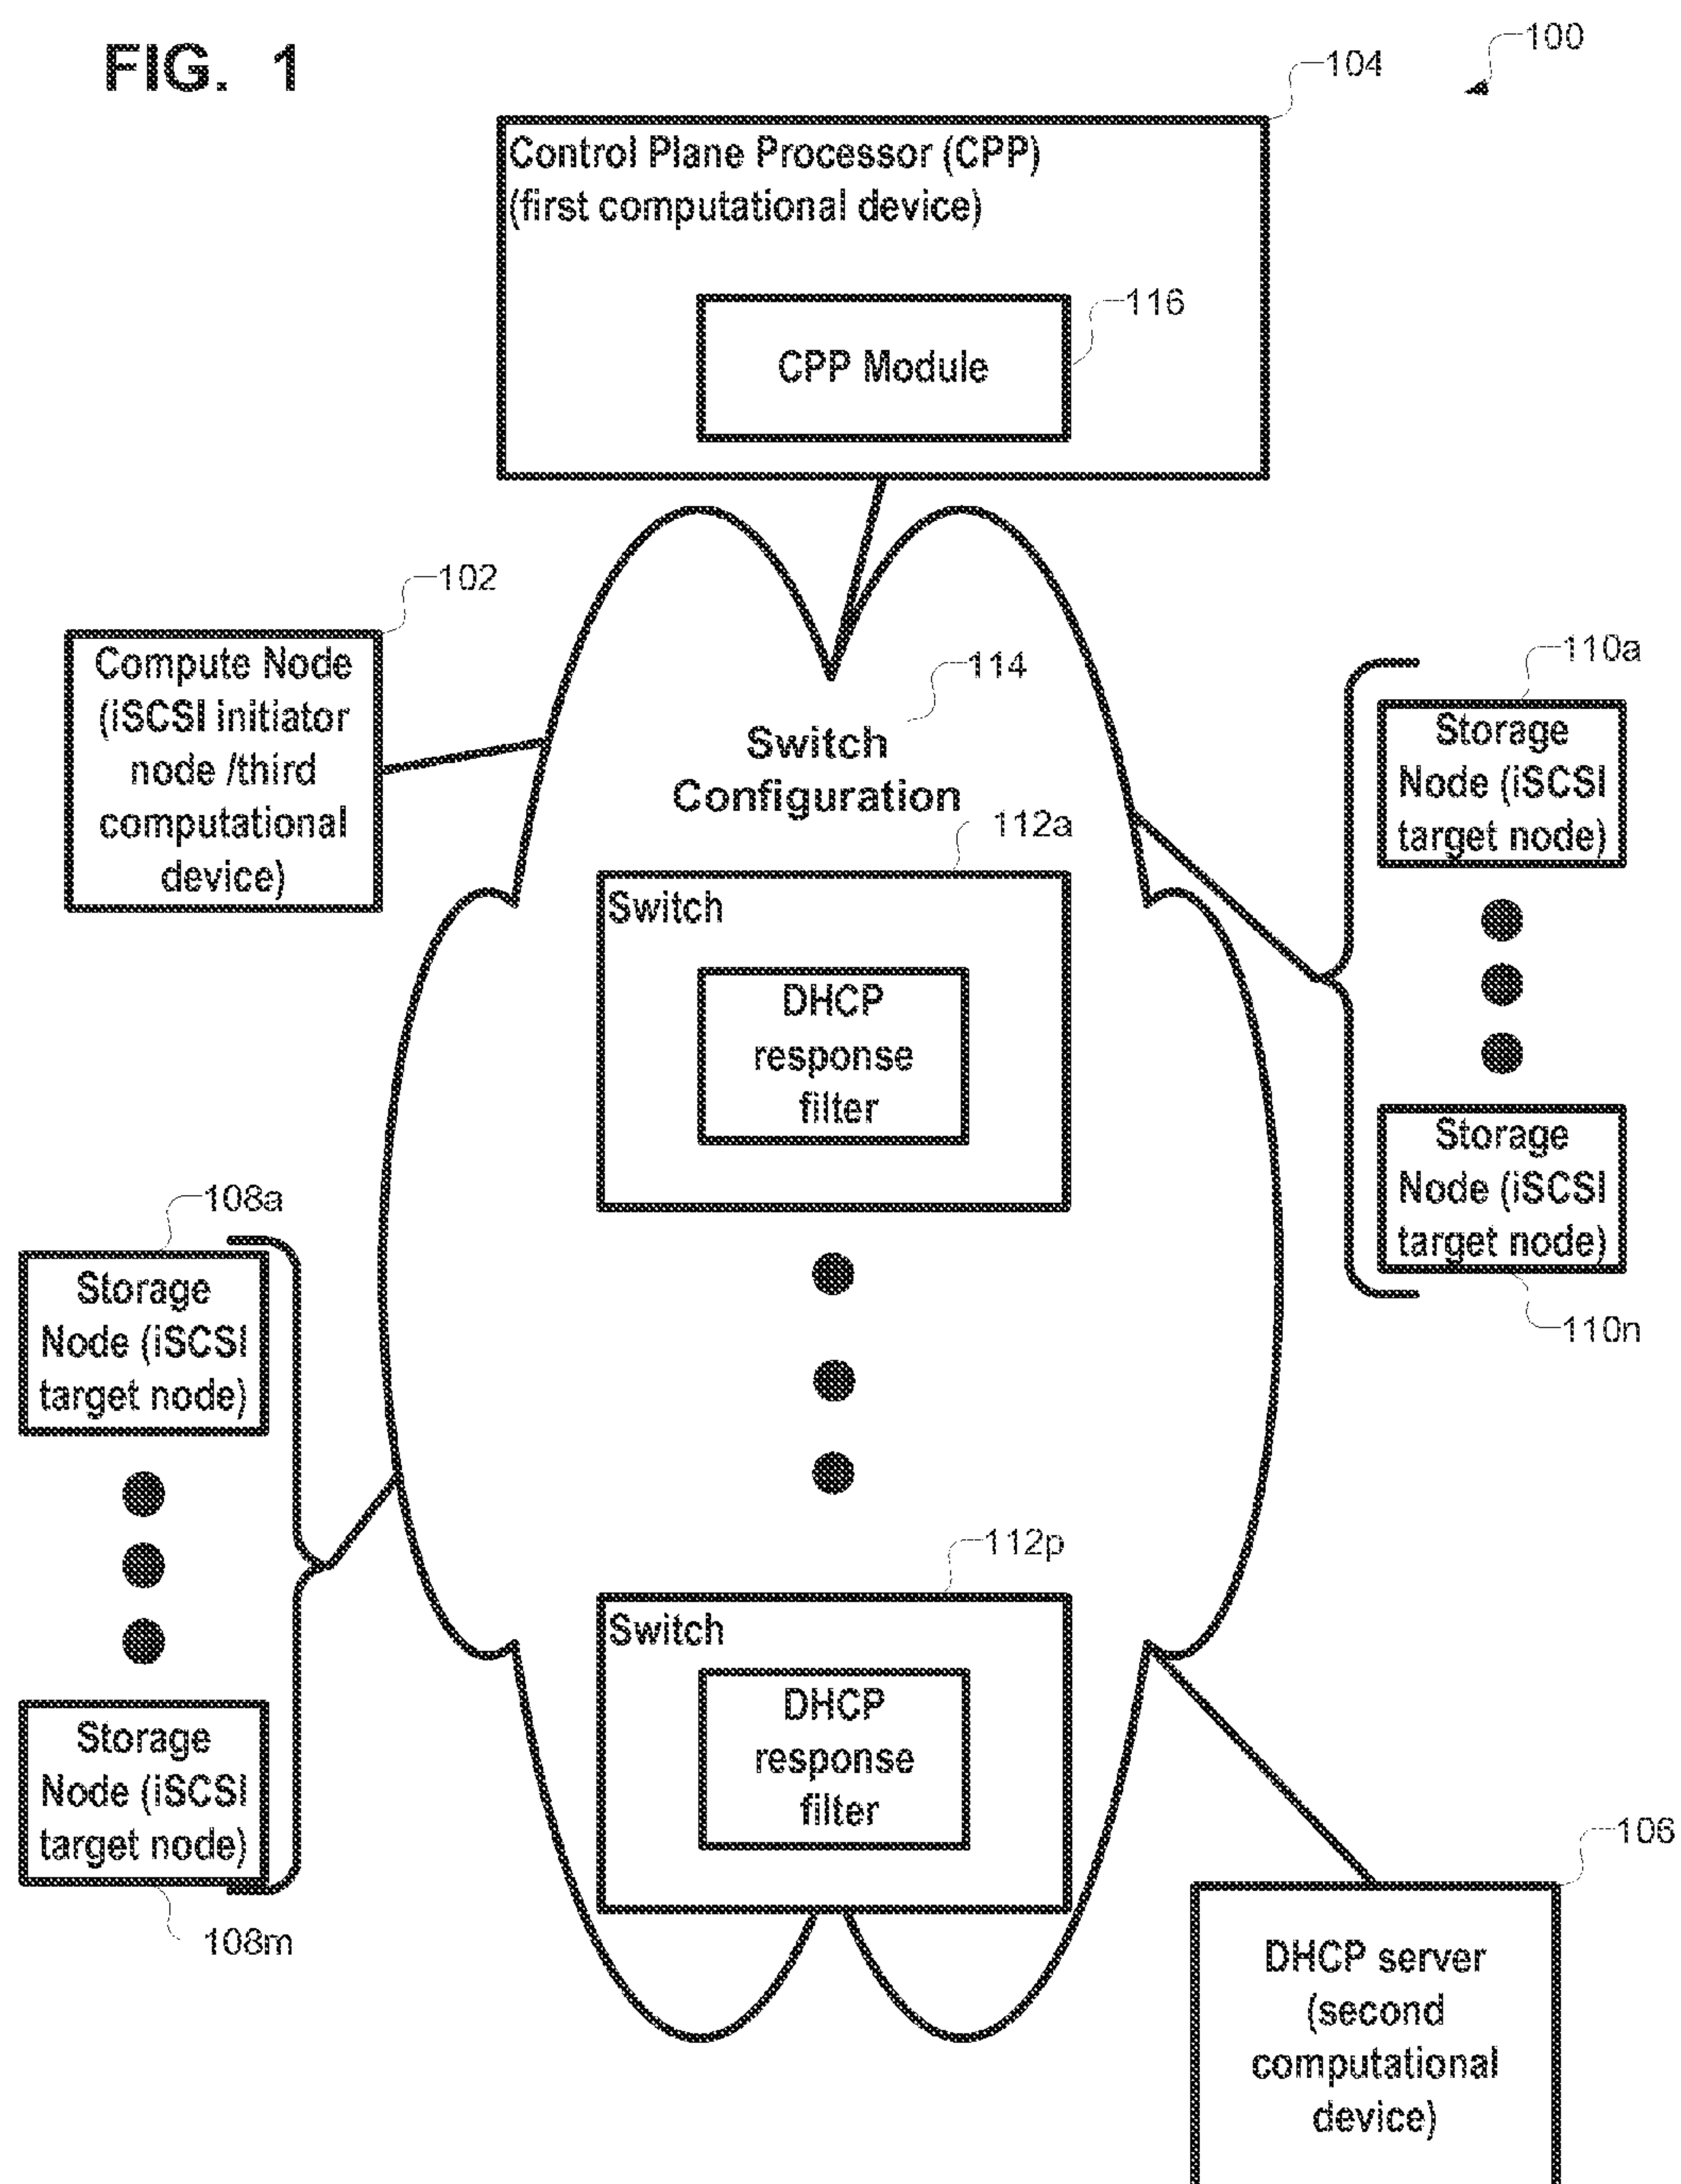 FIG. 1
100
104
Control Plane Processor (CPP)
(first computational device)
116
CPP Module
102
Compute Node
(iSCSI initiator
node /third
computational
device)
114
Switch
Configuration
110a
Storage
Node (iSCSI
target node)
112a
Switch
DHCP
response
filter
Storage
Node (iSCSI
target node)
110n
108a
Storage
Node (iSCSI
target node)
112p
Switch
DHCP
response
filter
Storage
Node (iSCSI
target node)
108m
106
DHCP server
(second
computational
device)